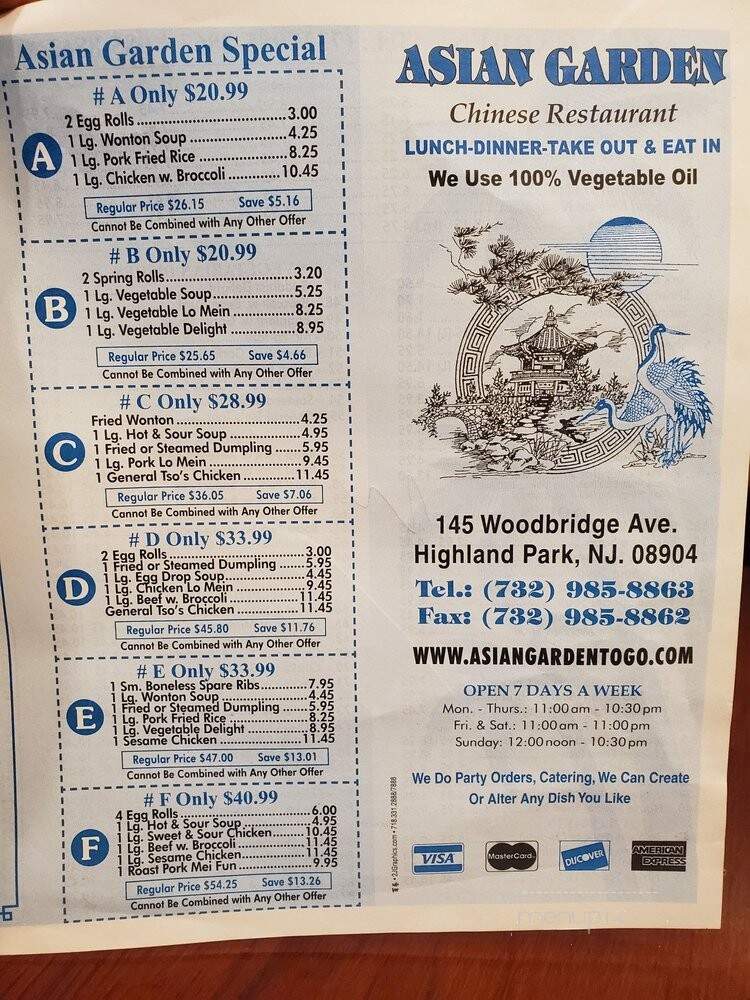 Asian Garden Special
# A Only $20.99
A
2 Egg Rolls..................................3.00
1 Lg. Wonton Soup.......................4.25
1 Lg. Pork Fried Rice ....................8.25
1 Lg. Chicken w. Broccoli.............10.45
Regular Price $26.15 Save $5.16
Cannot Be Combined with Any Other Offer
# B Only $20.99
B
2 Spring Rolls.............................3.20
1 Lg. Vegetable Soup..................5.25
1 Lg. Vegetable Lo Mein ..............8.25
1 Lg. Vegetable Delight ...............8.95
Regular Price $25.65 Save $4.66
Cannot Be Combined with Any Other Offer
# C Only $28.99
C
Fried Wonton.............................4.25
1 Lg. Hot & Sour Soup ................4.95
1 Fried or Steamed Dumpling ......5.95
1 Lg. Pork Lo Mein.....................9.45
1 General Tso's Chicken ............11.45
Regular Price $36.05 Save $7.06
Cannot Be Combined with Any Other Offer
# D Only $33.99
D
2 Egg Rolls................................3.00
1 Fried or Steamed Dumpling .......5.95
1 Lg. Egg Drop Soup...................4.45
1 Lg. Chicken Lo Mein ................9.45
1 Lg. Beef w. Broccoli................11.45
General Tso's Chicken ..............11.45
Regular Price $45.80 Save $11.76
Cannot Be Combined with Any Other Offer
# E Only $33.99
E
1 Sm. Boneless Spare Ribs...........7.95
1 Lg. Wonton Soup.....................4.45
1 Fried or Steamed Dumpling ......5.95
1 Lg. Pork Fried Rice ..................8.25
1 Lg. Vegetable Delight ...............8.95
1 Sesame Chicken ....................11.45
Regular Price $47.00 Save $13.01
Cannot Be Combined with Any Other Offer
# F Only $40.99
F
4 Egg Rolls................................6.00
1 Lg. Hot & Sour Soup................4.95
1 Lg. Sweet & Sour Chicken........10.45
1 Lg. Beef w. Broccoli................11.45
1 Lg. Sesame Chicken................11.45
1 Roast Pork Mei Fun .................9.95
Regular Price $54.25 Save $13.26
Cannot Be Combined with Any Other Offer
ASIAN GARDEN
Chinese Restaurant
LUNCH-DINNER-TAKE OUT & EAT IN
We Use 100% Vegetable Oil
145 Woodbridge Ave.
Highland Park, NJ. 08904
Tel.: (732) 985-8863
Fax: (732) 985-8862
WWW.ASIANGARDENTOGO.COM
OPEN 7 DAYS A WEEK
Mon. - Thurs.: 11:00am - 10:30pm
Fri. & Sat.: 11:00am - 11:00pm
Sunday: 12:00noon - 10:30pm
We Do Party Orders, Catering, We Can Create
Or Alter Any Dish You Like
VISA
MasterCard
DISCOVER
AMERICAN
EXPRESS
2JGraphics.com • 718.331.2888/7888